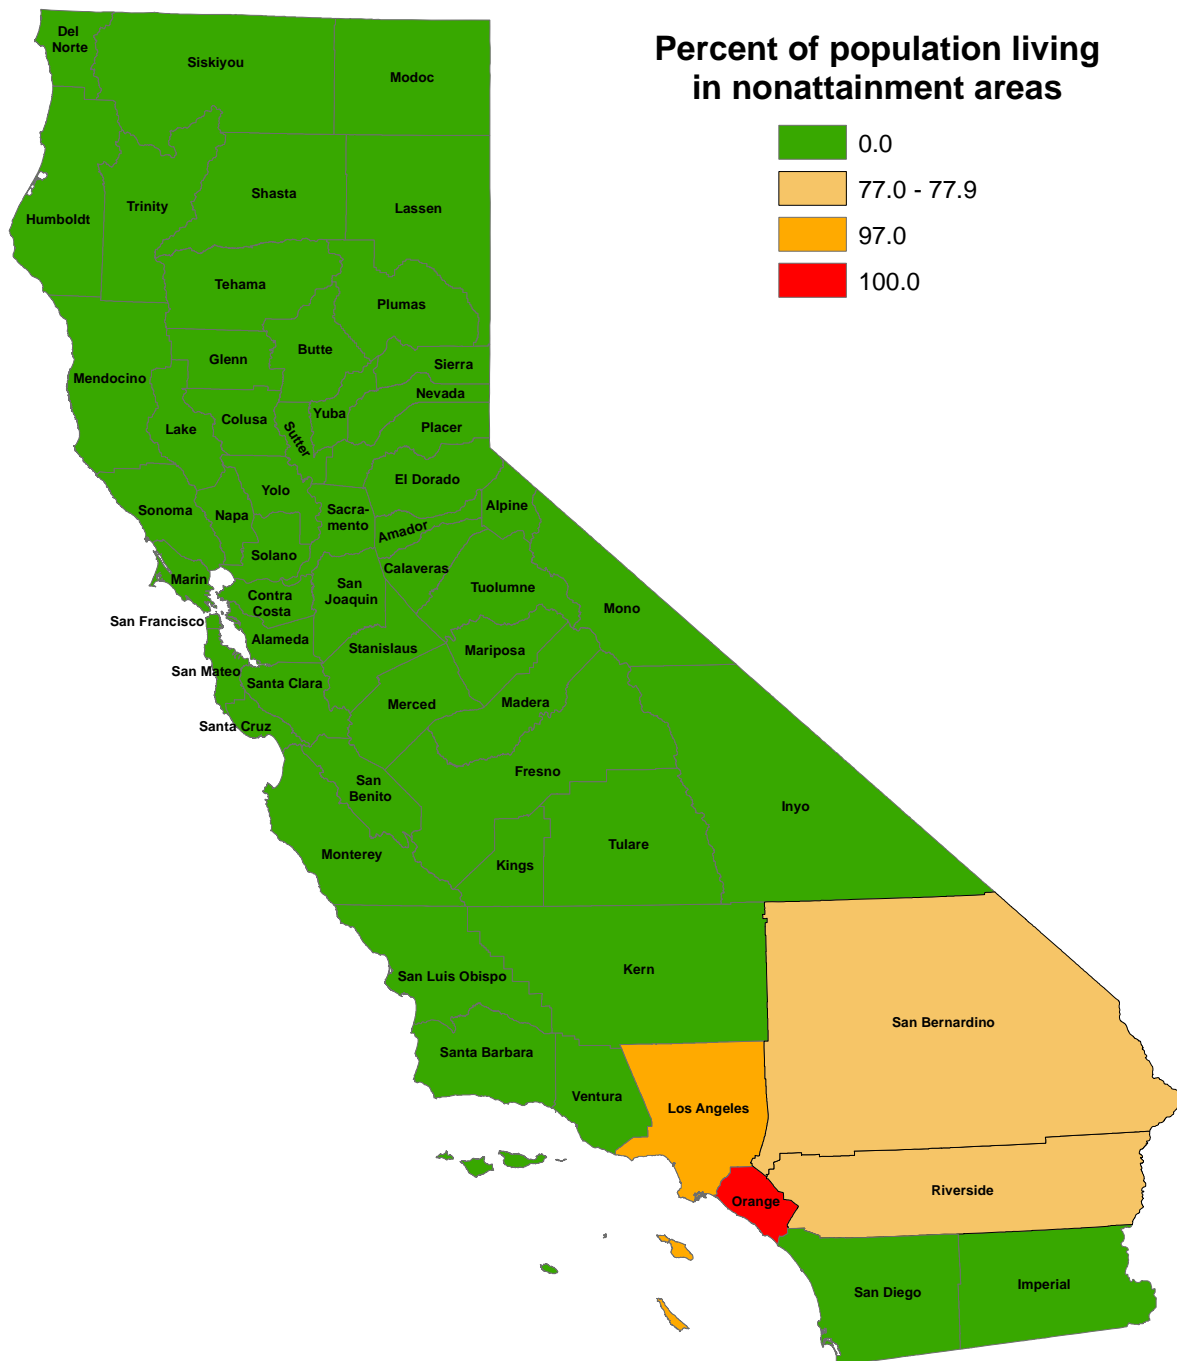 Percent of population living
in nonattainment areas
0.0
77.0 - 77.9
97.0
100.0
Del
Norte
Siskiyou
Modoc
Humboldt
Trinity
Shasta
Lassen
Tehama
Plumas
Mendocino
Glenn
Butte
Sierra
Nevada
Lake
Colusa
Sutter
Yuba
Placer
El Dorado
Sonoma
Napa
Yolo
Sacra-
mento
Amador
Alpine
Marin
Solano
Contra
Costa
San
Joaquin
Calaveras
Tuolumne
Mono
San Francisco
Alameda
Stanislaus
Mariposa
San Mateo
Santa Clara
Merced
Madera
Santa Cruz
San
Benito
Fresno
Inyo
Monterey
Kings
Tulare
San Luis Obispo
Kern
San Bernardino
Santa Barbara
Ventura
Los Angeles
Orange
Riverside
San Diego
Imperial